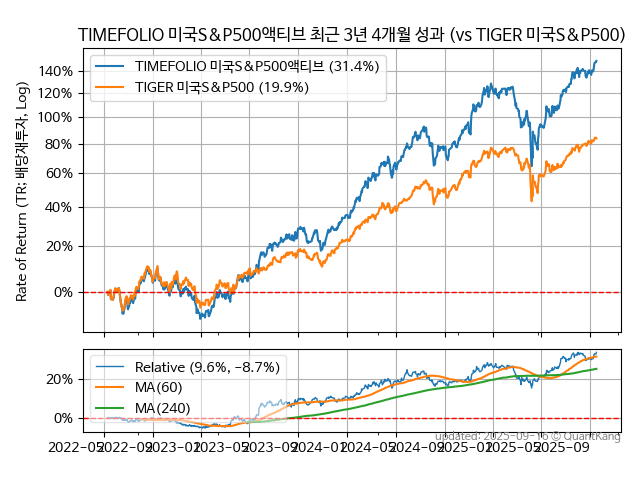 TIMEFOLIO 미국S&P500액티브 최근 3년 4개월 성과 (vs TIGER 미국S&P500)
Rate of Return (TR: 배당재투자, Log)
140%
120%
100%
80%
60%
40%
20%
0%
TIMEFOLIO 미국S&P500액티브 (31.4%)
TIGER 미국S&P500 (19.9%)
20%
0%
Relative (9.6%, -8.7%)
MA(60)
MA(240)
updated: 2025-09-16 © QuantKang
2022-05 2022-09 2023-01 2023-05 2023-09 2024-01 2024-05 2024-09 2025-01 2025-05 2025-09